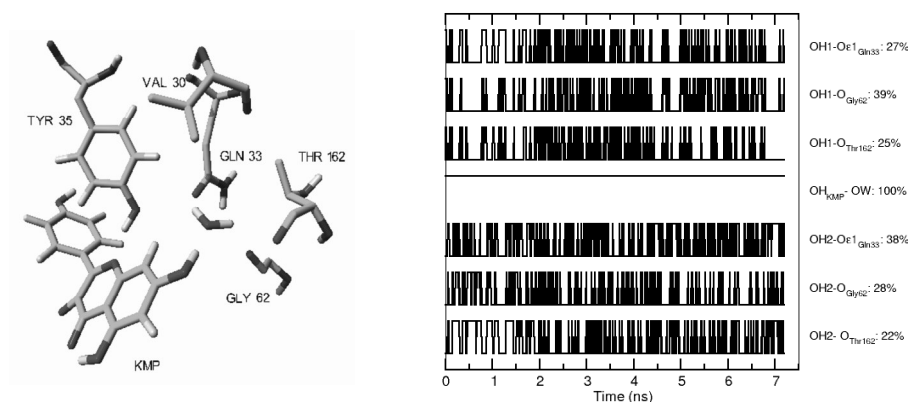 TYR 35
VAL 30
GLN 33
THR 162
GLY 62
KMP
OH1-Oε1Gln33: 27%
OH1-OGly62: 39%
OH1-OThr162: 25%
OHKMP- OW: 100%
OH2-Oε1Gln33: 38%
OH2-OGly62: 28%
OH2- OThr162: 22%
0 1 2 3 4 5 6 7
Time (ns)